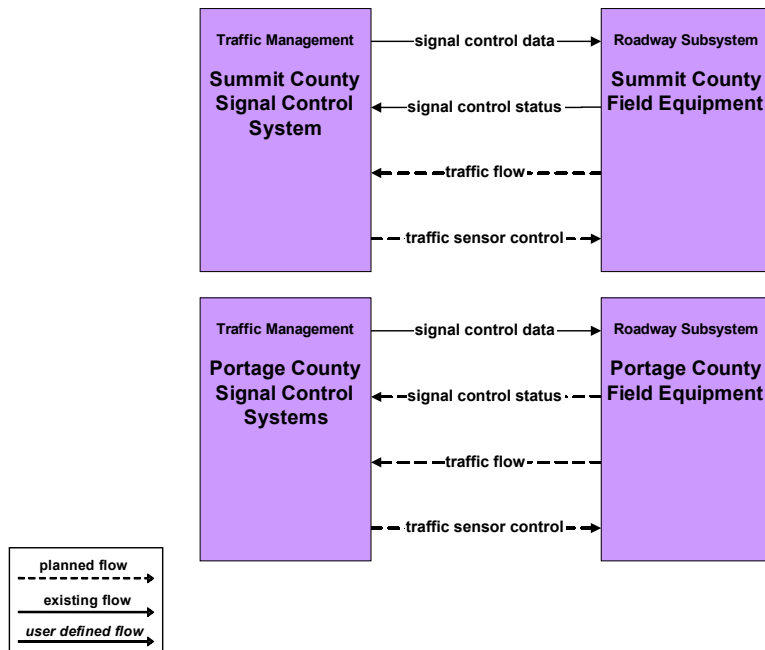 Traffic Management
Summit County
Signal Control
System
signal control data
signal control status
traffic flow
traffic sensor control
Roadway Subsystem
Summit County
Field Equipment
Traffic Management
Portage County
Signal Control
Systems
signal control data
signal control status
traffic flow
traffic sensor control
Roadway Subsystem
Portage County
Field Equipment
planned flow
existing flow
user defined flow